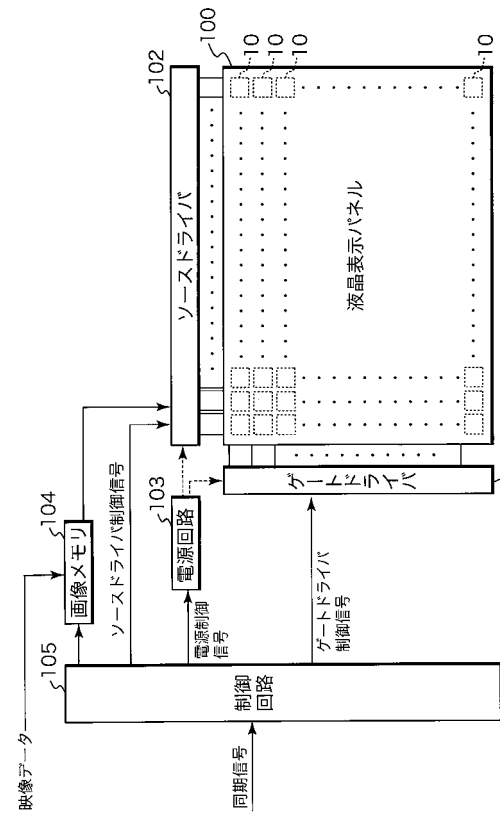 映像データ
同期信号
105
制御
回路
104
画像メモリ
ソースドライバ制御信号
103
電源回路
電源制御
信号
ゲートドライバ
制御信号
102
ソースドライバ
ゲートドライバ
100
10
10
10
10
液晶表示パネル